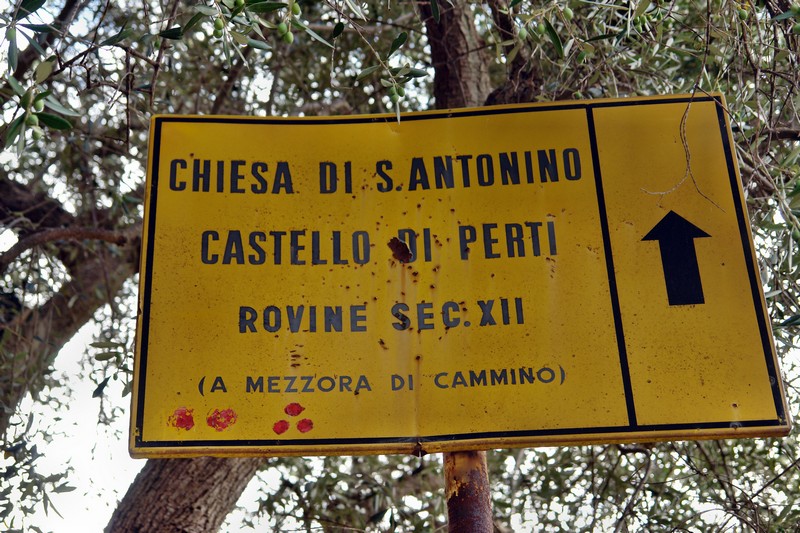 CHIESA DI S.ANTONINO
CASTELLO DI PERTI
ROVINE SEC.XII
(A MEZZORA DI CAMMINO)